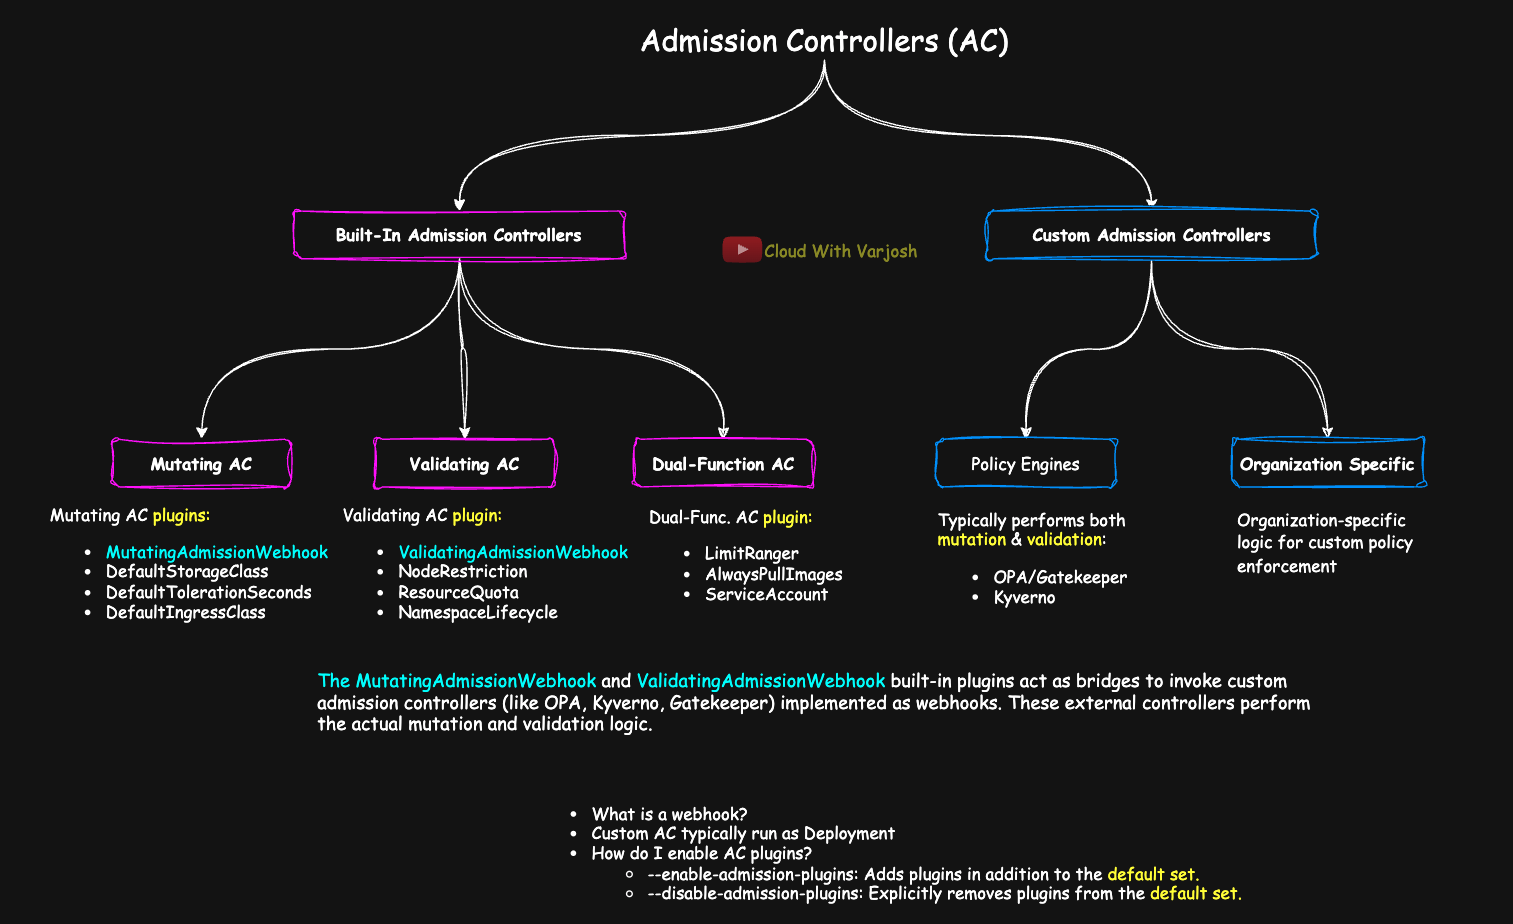 Admission Controllers (AC)
Built-In Admission Controllers
Custom Admission Controllers
Cloud With Varjosh
Mutating AC
Validating AC
Dual-Function AC
Policy Engines
Organization Specific
Mutating AC plugins:
• MutatingAdmissionWebhook
• DefaultStorageClass
• DefaultTolerationSeconds
• DefaultIngressClass
Validating AC plugin:
• ValidatingAdmissionWebhook
• NodeRestriction
• ResourceQuota
• NamespaceLifecycle
Dual-Func. AC plugin:
• LimitRanger
• AlwaysPullImages
• ServiceAccount
Typically performs both
mutation & validation:
• OPA/Gatekeeper
• Kyverno
Organization-specific
logic for custom policy
enforcement
The MutatingAdmissionWebhook and ValidatingAdmissionWebhook built-in plugins act as bridges to invoke custom
admission controllers (like OPA, Kyverno, Gatekeeper) implemented as webhooks. These external controllers perform
the actual mutation and validation logic.
• What is a webhook?
• Custom AC typically run as Deployment
• How do I enable AC plugins?
○ --enable-admission-plugins: Adds plugins in addition to the default set.
○ --disable-admission-plugins: Explicitly removes plugins from the default set.